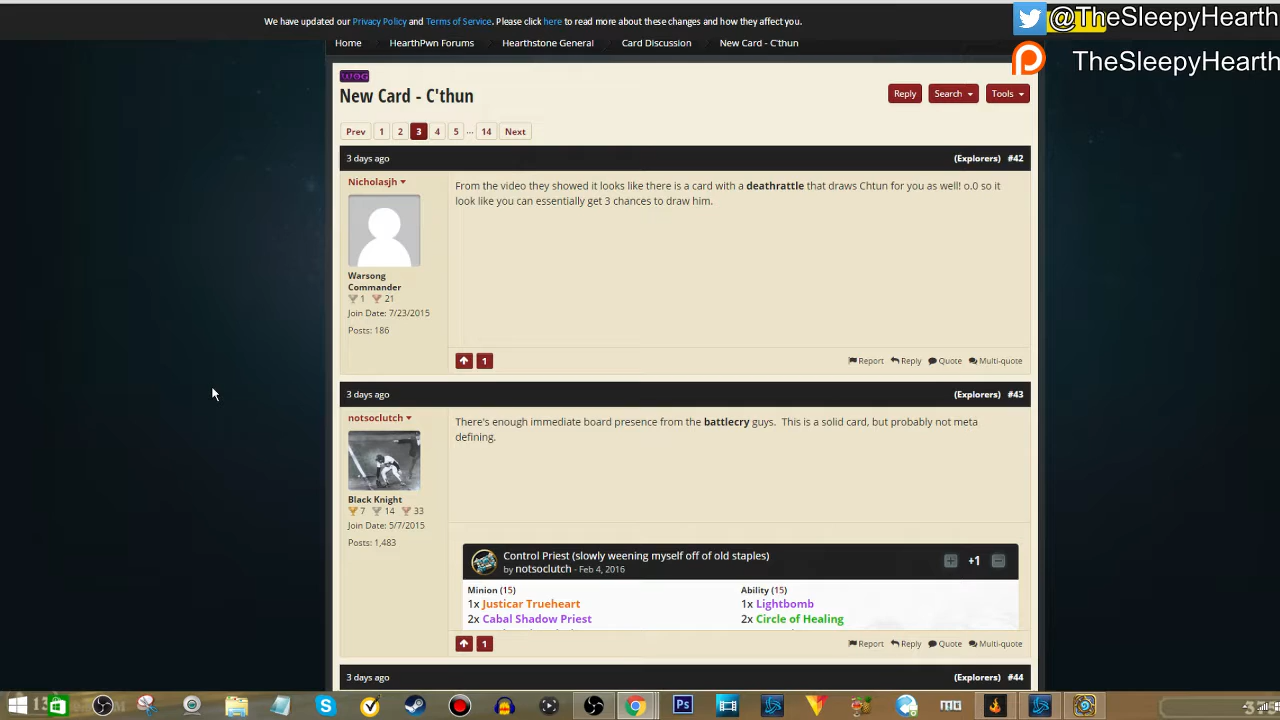 We have updated our Privacy Policy and Terms of Service. Please click here to read more about these changes and how they affect you.
@TheSleepyHearth
TheSleepyHearth
Home HearthPwn Forums Hearthstone General Card Discussion New Card - C'thun
WOG
New Card - C'thun
Reply Search Tools
Prev 1 2 3 4 5 ... 14 Next
3 days ago (Explorers) #42
Nicholasjh
From the video they showed it looks like there is a card with a deathrattle that draws Chtun for you as well! o.0 so it
look like you can essentially get 3 chances to draw him.
Warsong
Commander
1 21
Join Date: 7/23/2015
Posts: 186
1 Report Reply Quote Multi-quote
3 days ago (Explorers) #43
notsoclutch
There's enough immediate board presence from the battlecry guys. This is a solid card, but probably not meta
defining.
Black Knight
7 14 33
Join Date: 5/7/2015
Posts: 1,483
Control Priest (slowly weening myself off of old staples)
by notsoclutch - Feb 4, 2016
+1
Minion (15) Ability (15)
1x Justicar Trueheart 1x Lightbomb
2x Cabal Shadow Priest 2x Circle of Healing
1 Report Reply Quote Multi-quote
3 days ago (Explorers) #44